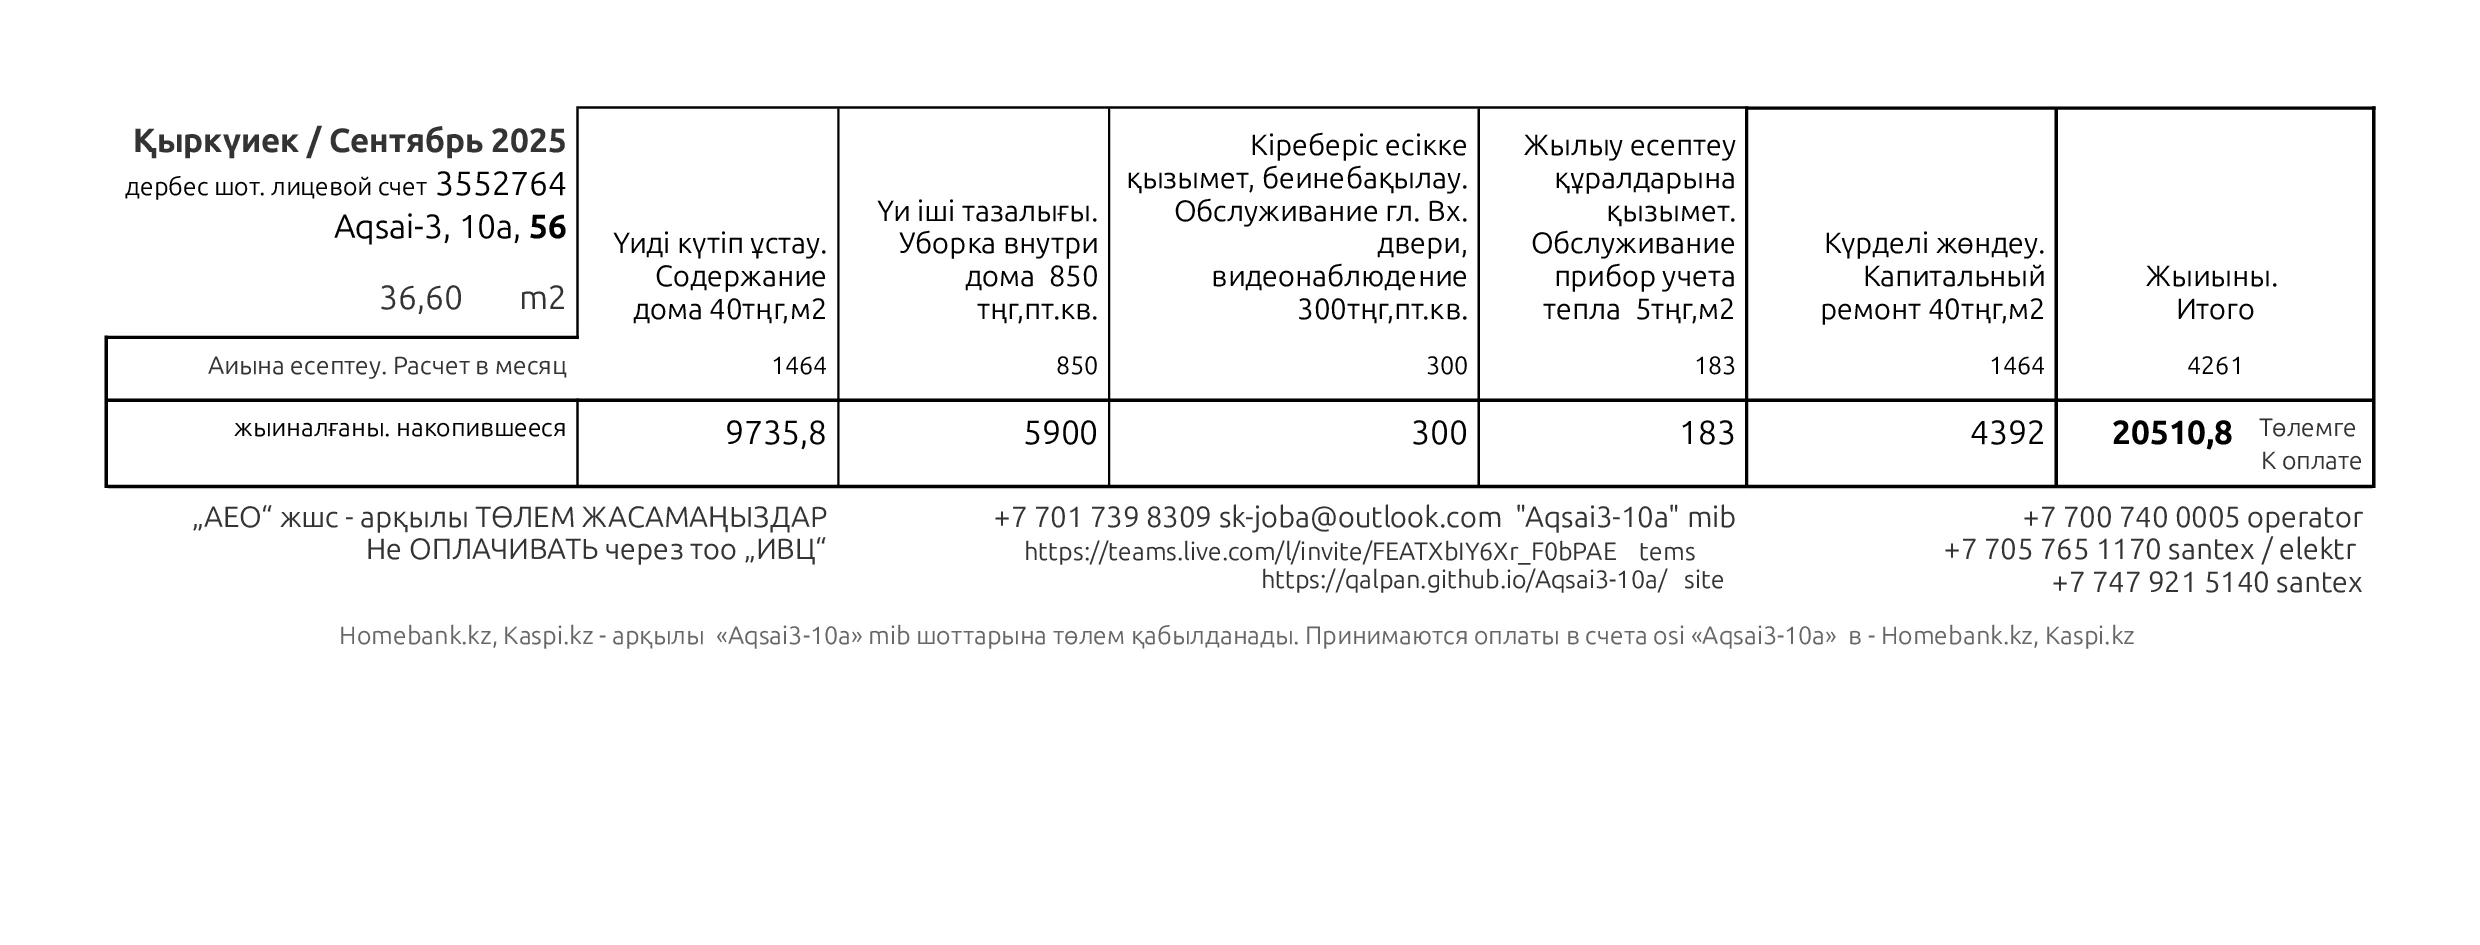 Қыркүиек / Сентябрь 2025
дербес шот. лицевой счет 3552764
Aqsai-3, 10a, 56
36,60 m2
Үиді күтіп ұстау.
Содержание
дома 40тңг,м2
Үи іші тазалығы.
Уборка внутри
дома 850
тңг,пт.кв.
Кіреберіс есікке
қызымет, беинебақылау.
Обслуживание гл. Вх.
двери,
видеонаблюдение
300тңг,пт.кв.
Жылыу есептеу
құралдарына
қызымет.
Обслуживание
прибор учета
тепла 5тңг,м2
Күрделі жөндеу.
Капитальный
ремонт 40тңг,м2
Жыиыны.
Итого
Аиына есептеу. Расчет в месяц 1464 850 300 183 1464 4261
жыиналғаны. накопившееся 9735,8 5900 300 183 4392 20510,8 Төлемге
К оплате
„АЕО“ жшс - арқылы ТӨЛЕМ ЖАСАМАҢЫЗДАР
Не ОПЛАЧИВАТЬ через тоо „ИВЦ“
+7 701 739 8309 sk-joba@outlook.com "Aqsai3-10a" mib
https://teams.live.com/l/invite/FEATXbIY6Xr_F0bPAE tems
https://qalpan.github.io/Aqsai3-10a/ site
+7 700 740 0005 operator
+7 705 765 1170 santex / elektr
+7 747 921 5140 santex
Homebank.kz, Kaspi.kz - арқылы «Aqsai3-10a» mib шоттарына төлем қабылданады. Принимаются оплаты в счета osi «Aqsai3-10a» в - Homebank.kz, Kaspi.kz